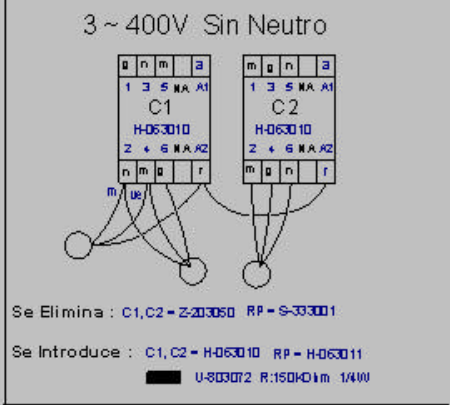 3 ~ 400V Sin Neutro
g n m a m g n a
1 3 5 NA A1 1 3 5 NA A1
C1 C2
H-063010 H-063010
2 4 6 NA A2 2 4 6 NA A2
n m g r m g n r
m ue
Se Elimina : C1,C2 = Z-203050 RP = S-333001
Se Introduce : C1,C2 = H-063010 RP = H-063011
U-803072 R:150KOhm 1/4W